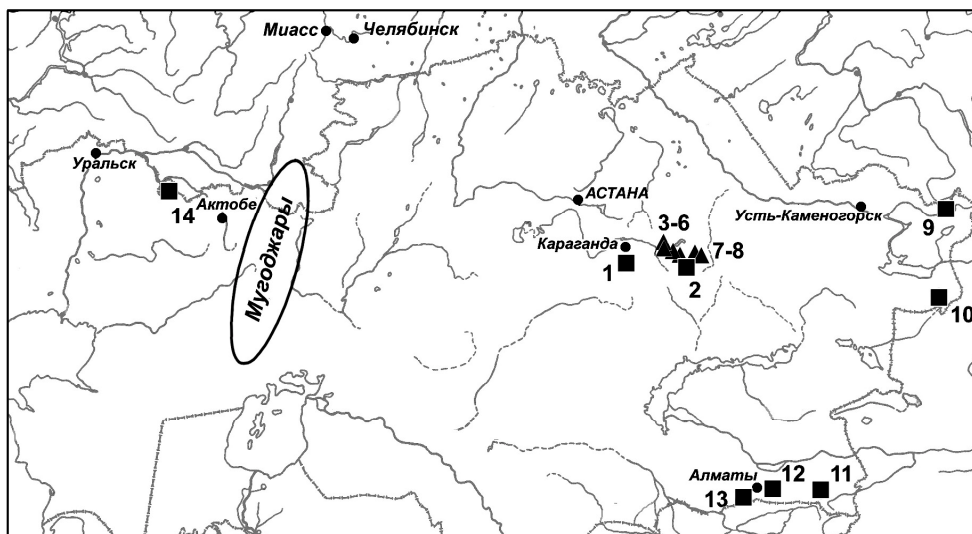 Миасс
Челябинск
Уральск
14
Актобе
Мугоджары
АСТАНА
Караганда
1
3-6
7-8
2
Усть-Каменогорск
9
10
Алматы
13
12
11